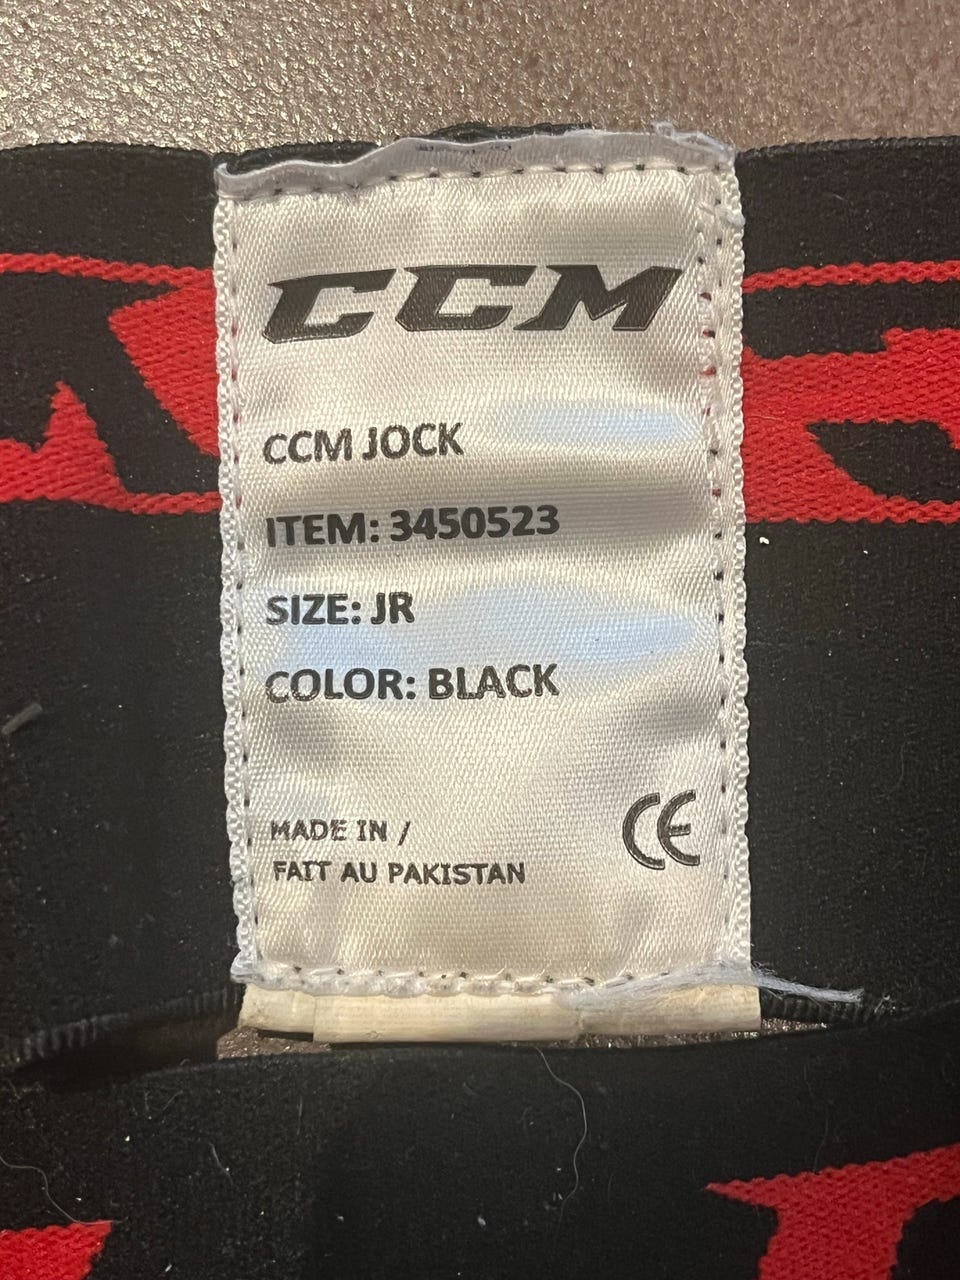 CCM
CCM JOCK
ITEM: 3450523
SIZE: JR
COLOR: BLACK
MADE IN /
FAIT AU PAKISTAN
CE